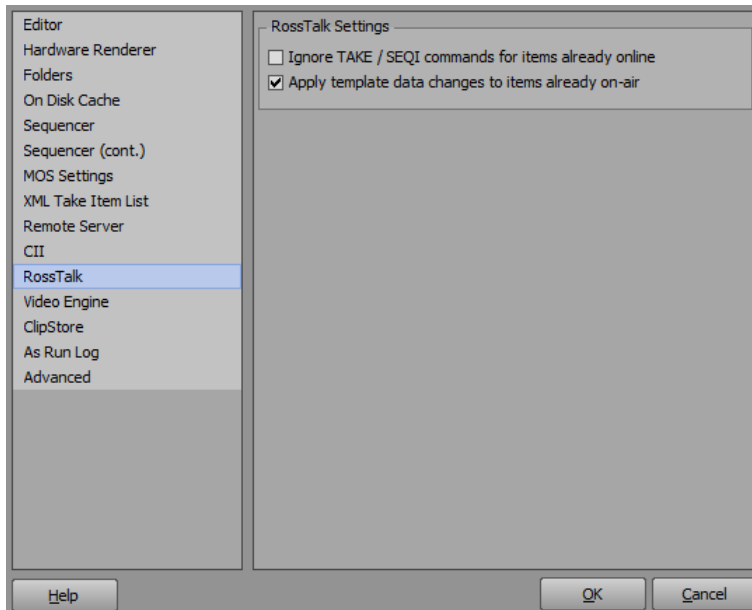 Editor
Hardware Renderer
Folders
On Disk Cache
Sequencer
Sequencer (cont.)
MOS Settings
XML Take Item List
Remote Server
CII
RossTalk
Video Engine
ClipStore
As Run Log
Advanced
RossTalk Settings
Ignore TAKE / SEQI commands for items already online
Apply template data changes to items already on-air
Help
OK
Cancel